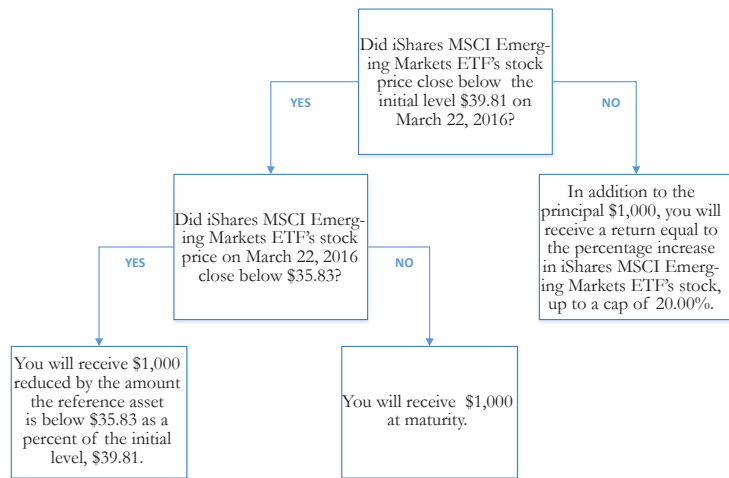 Did iShares MSCI Emerg-
ing Markets ETF's stock
price close below the
initial level $39.81 on
March 22, 2016?
YES
NO
Did iShares MSCI Emerg-
ing Markets ETF's stock
price on March 22, 2016
close below $35.83?
In addition to the
principal $1,000, you will
receive a return equal to
the percentage increase
in iShares MSCI Emerg-
ing Markets ETF's stock,
up to a cap of 20.00%.
YES
NO
You will receive $1,000
reduced by the amount
the reference asset
is below $35.83 as a
percent of the initial
level, $39.81.
You will receive $1,000
at maturity.